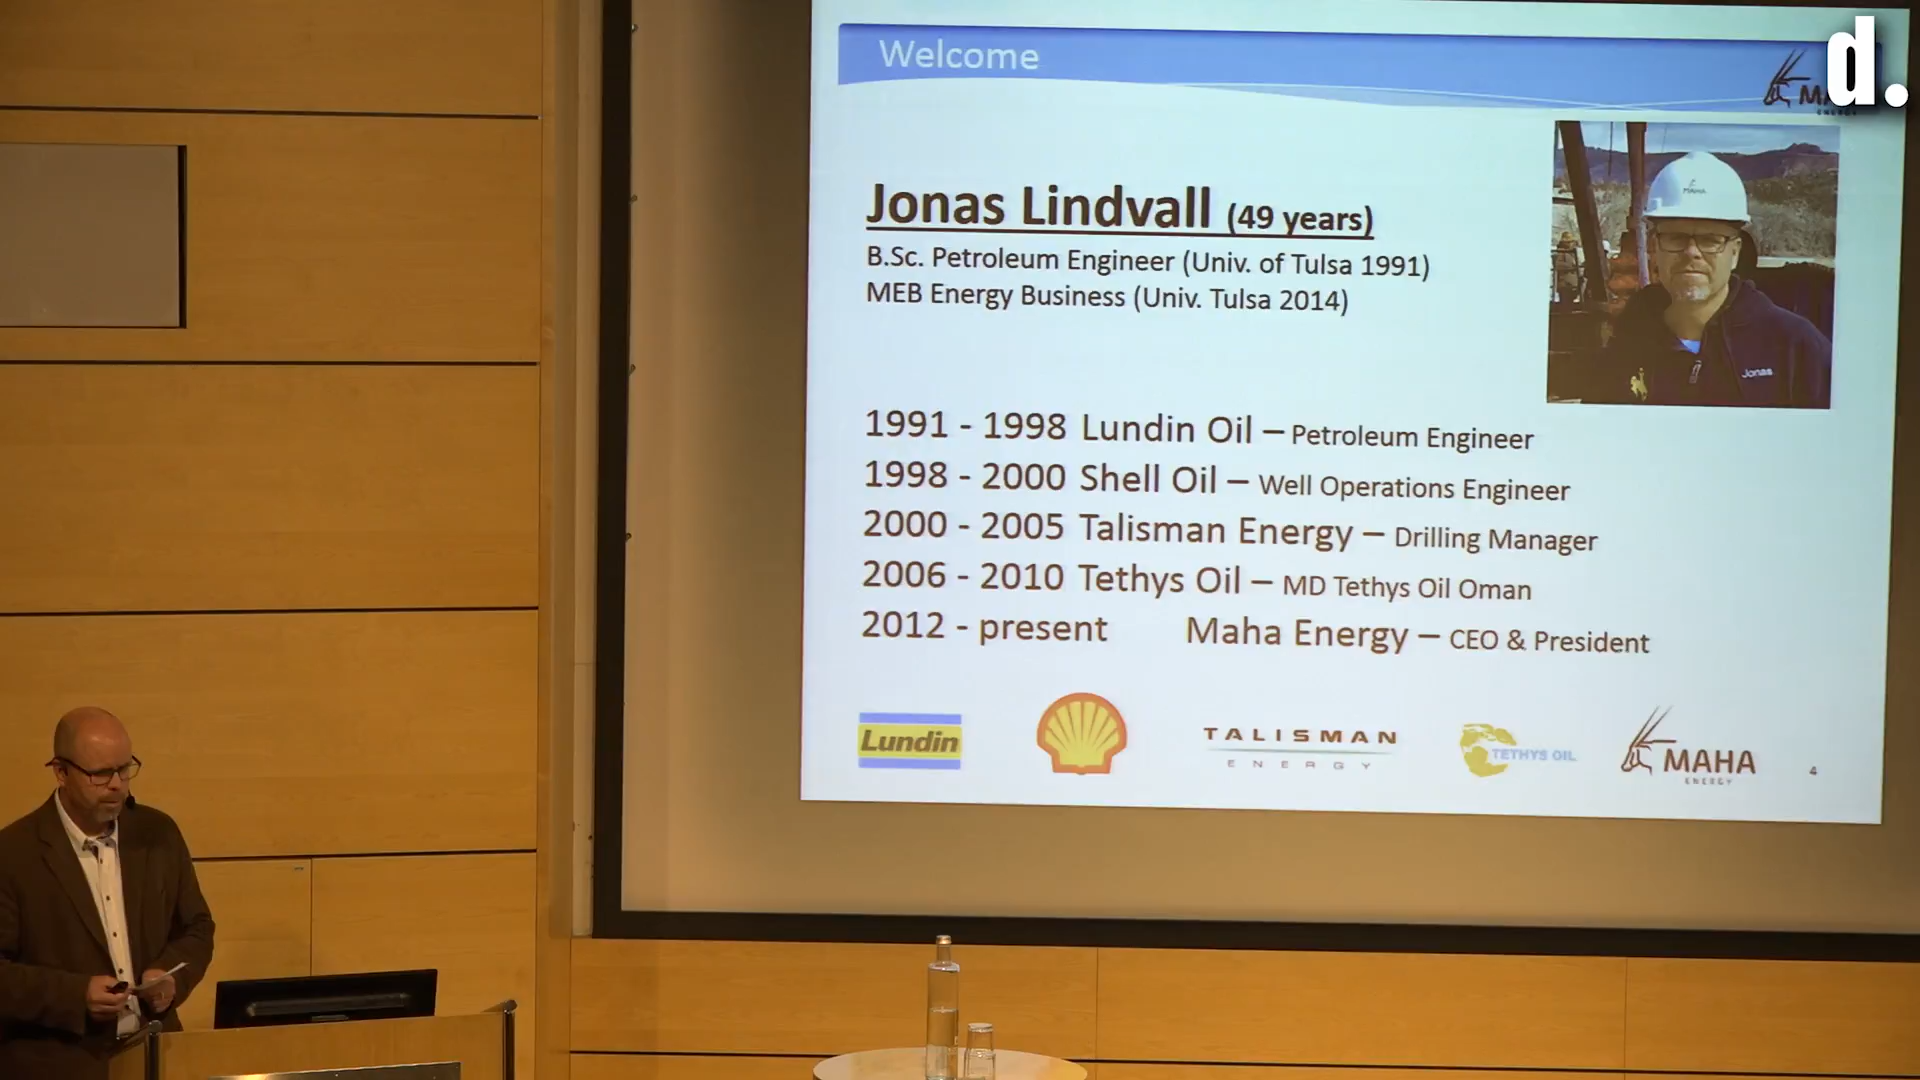 d.
Welcome
MAHA
Jonas Lindvall (49 years)
B.Sc. Petroleum Engineer (Univ. of Tulsa 1991)
MEB Energy Business (Univ. Tulsa 2014)
Jonas
1991 - 1998 Lundin Oil – Petroleum Engineer
1998 - 2000 Shell Oil – Well Operations Engineer
2000 - 2005 Talisman Energy – Drilling Manager
2006 - 2010 Tethys Oil – MD Tethys Oil Oman
2012 - present Maha Energy – CEO & President
Lundin
TALISMAN
ENERGY
TETHYS OIL
MAHA
ENERGY
4